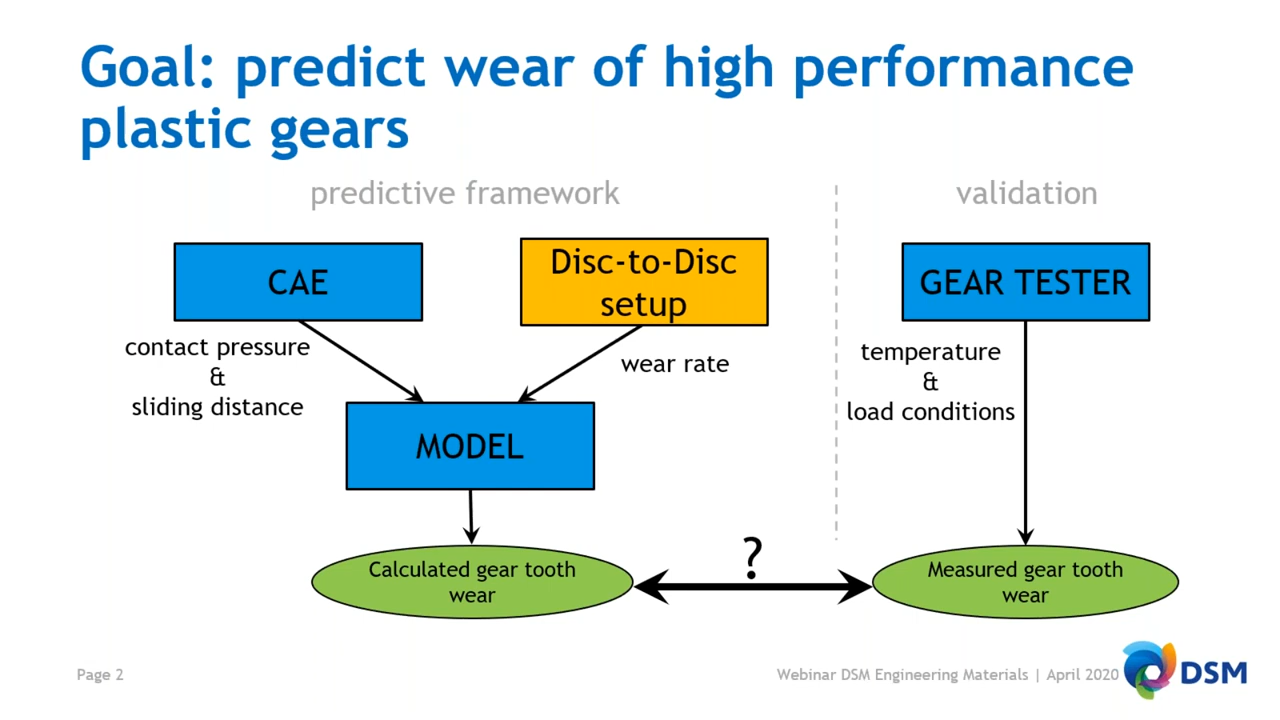 Goal: predict wear of high performance
plastic gears
predictive framework
validation
CAE
Disc-to-Disc
setup
GEAR TESTER
contact pressure
&
sliding distance
wear rate
temperature
&
load conditions
MODEL
?
Calculated gear tooth
wear
Measured gear tooth
wear
Page 2
Webinar DSM Engineering Materials | April 2020
DSM